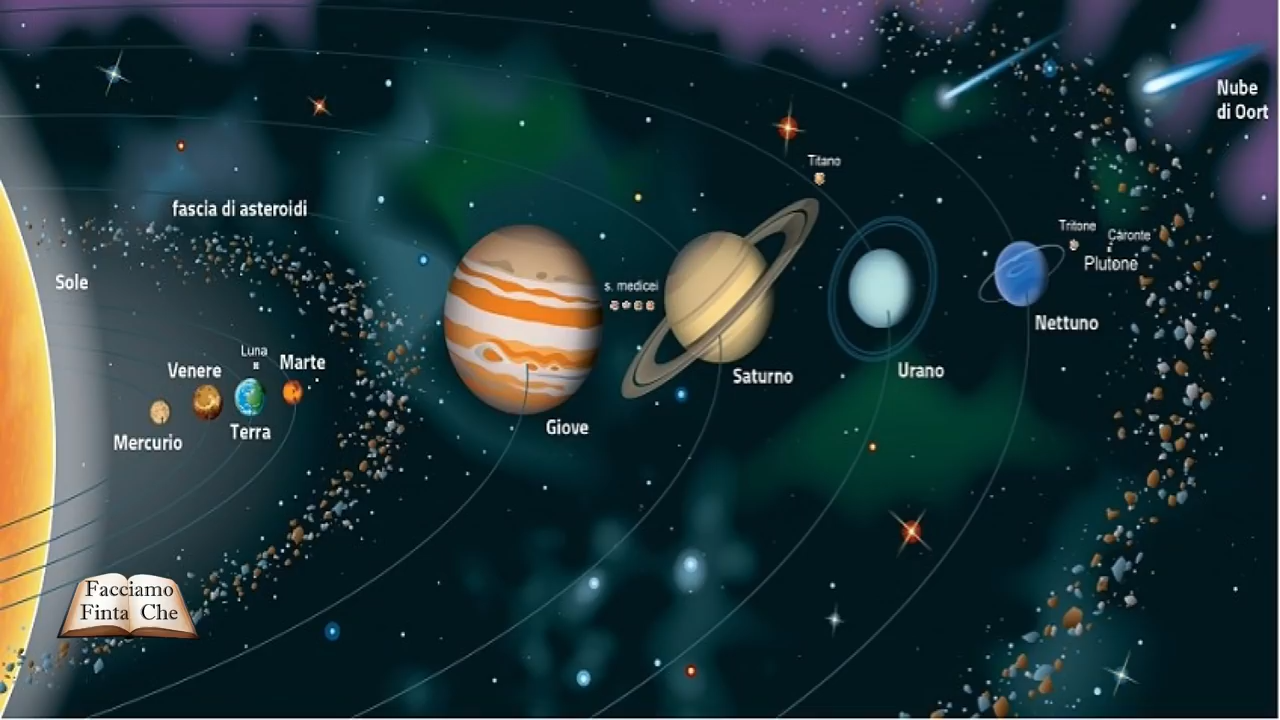 Nube
di Oort
Titano
fascia di asteroidi
Tritone
Caronte
Plutone
Sole
s. medicei
Nettuno
Luna
Marte
Venere
Saturno
Urano
Mercurio
Terra
Giove
Facciamo
Finta Che